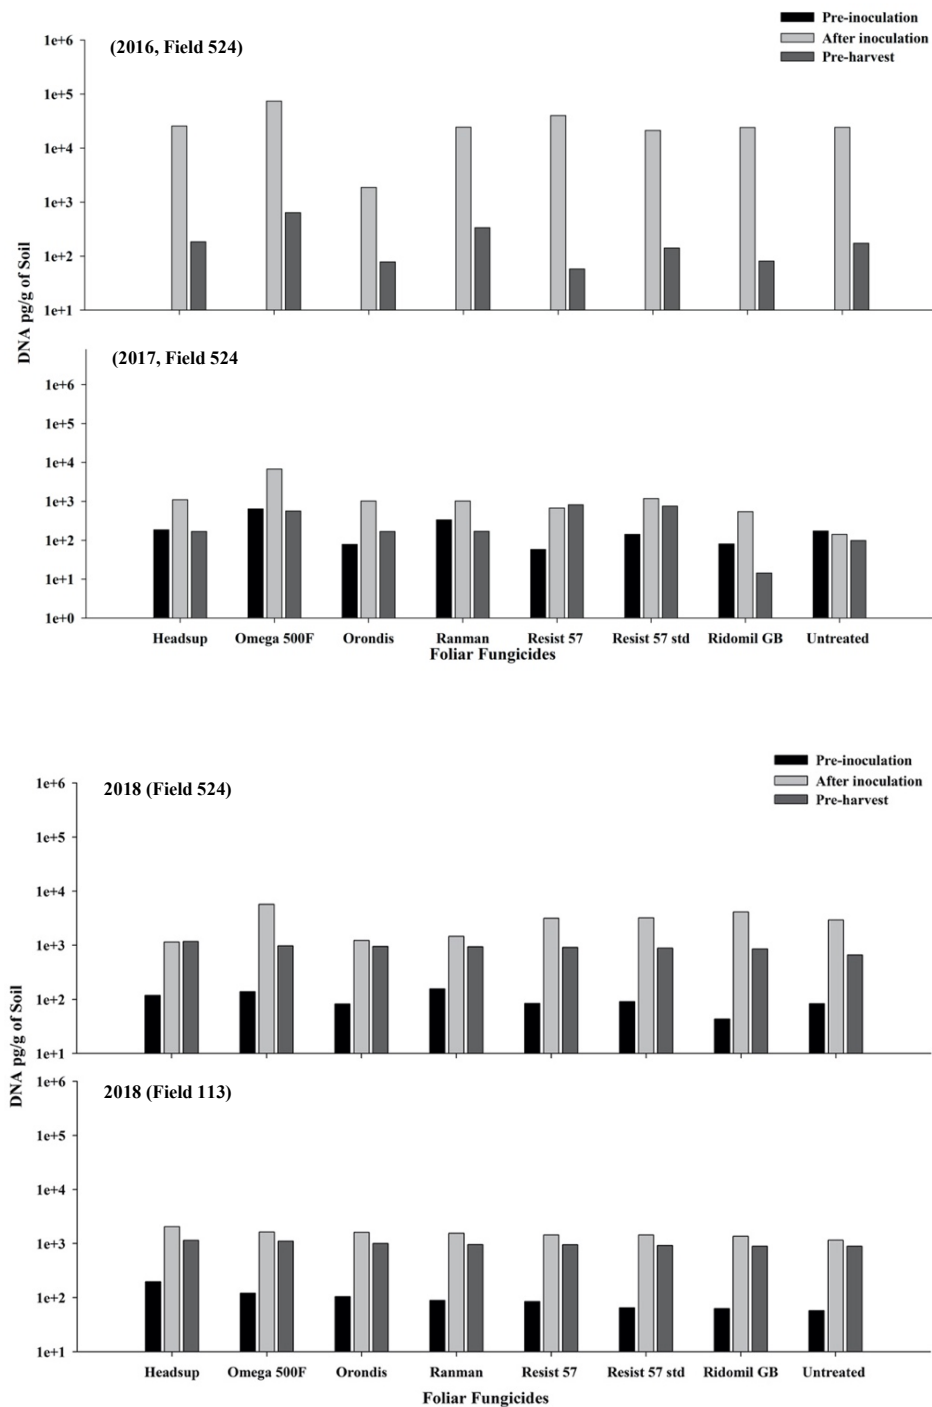 Pre-inoculation
After inoculation
Pre-harvest
(2016, Field 524)
1e+6
1e+5
1e+4
1e+3
1e+2
1e+1
DNA pg/g of Soil
(2017, Field 524
1e+6
1e+5
1e+4
1e+3
1e+2
1e+1
1e+0
Headsup Omega 500F Orondis Ranman Resist 57 Resist 57 std Ridomil GB Untreated
Foliar Fungicides
Pre-inoculation
After inoculation
Pre-harvest
2018 (Field 524)
1e+6
1e+5
1e+4
1e+3
1e+2
1e+1
DNA pg/g of Soil
2018 (Field 113)
1e+6
1e+5
1e+4
1e+3
1e+2
1e+1
Headsup Omega 500F Orondis Ranman Resist 57 Resist 57 std Ridomil GB Untreated
Foliar Fungicides